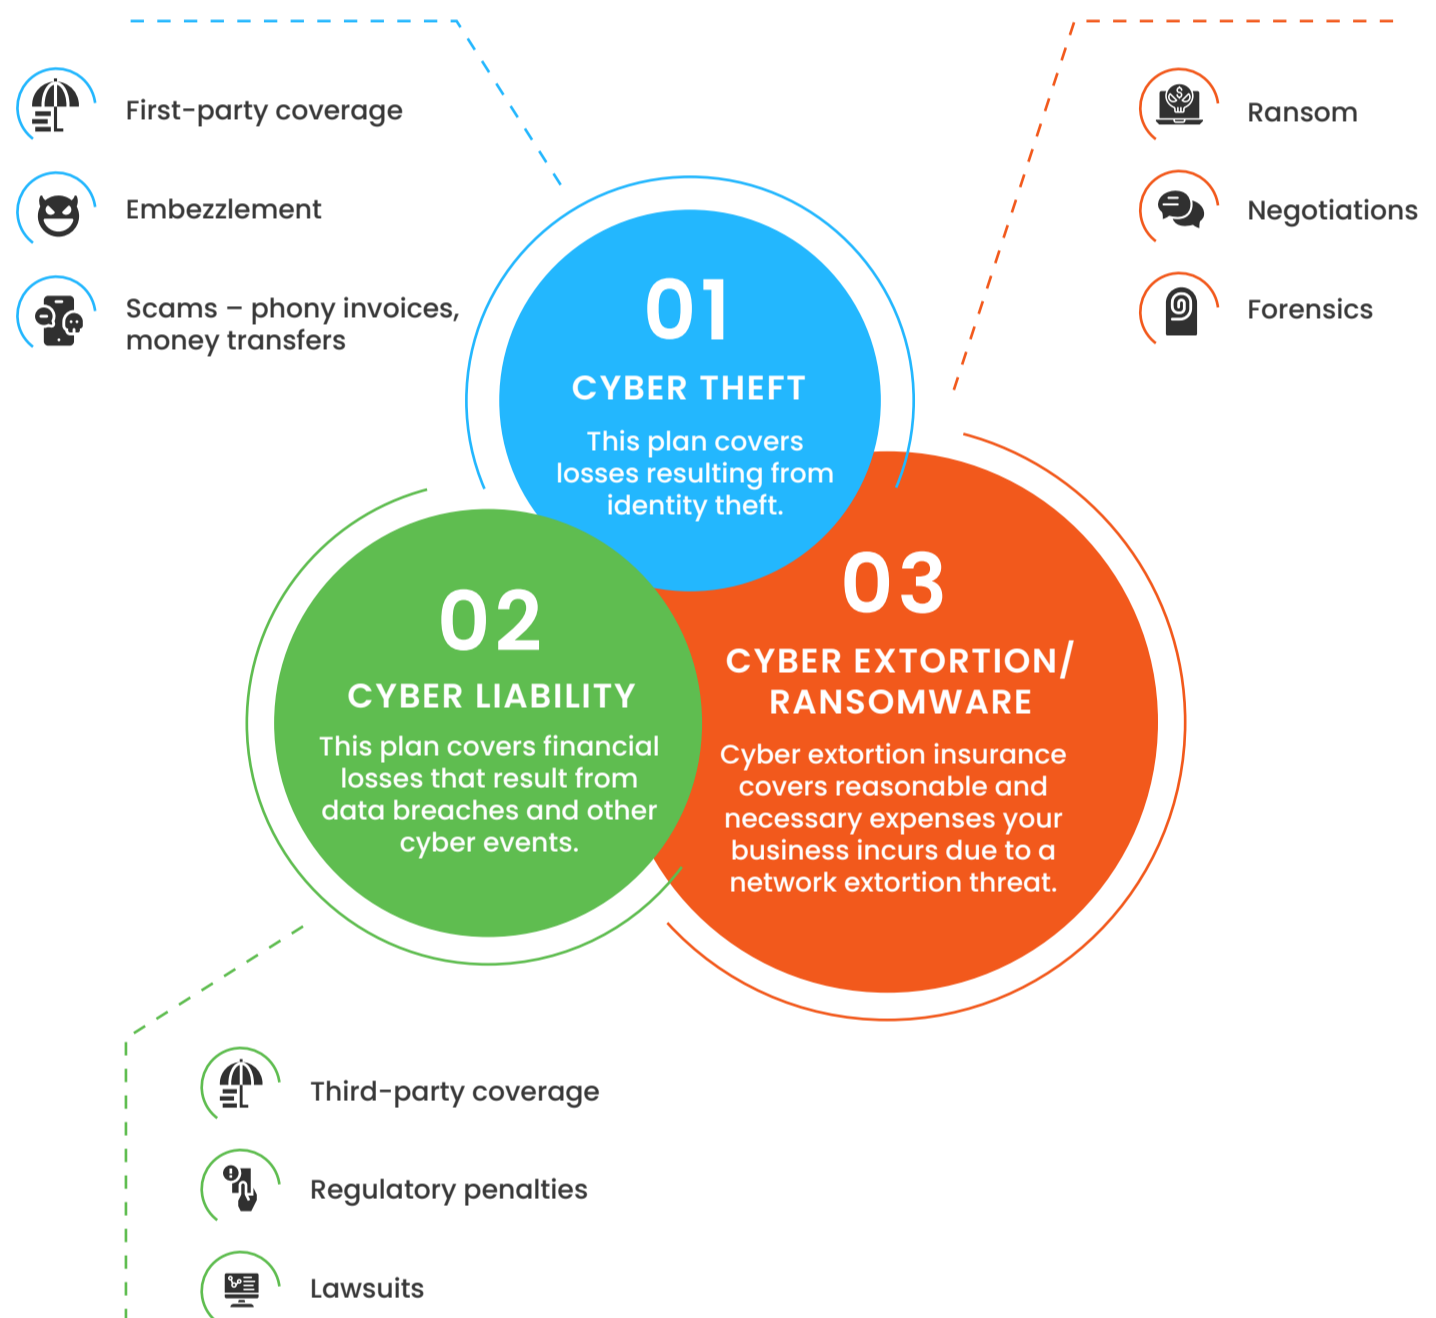 First-party coverage
Embezzlement
Scams – phony invoices,
money transfers
Ransom
Negotiations
Forensics
01
CYBER THEFT
This plan covers
losses resulting from
identity theft.
02
CYBER LIABILITY
This plan covers financial
losses that result from
data breaches and other
cyber events.
03
CYBER EXTORTION/
RANSOMWARE
Cyber extortion insurance
covers reasonable and
necessary expenses your
business incurs due to a
network extortion threat.
Third-party coverage
Regulatory penalties
Lawsuits